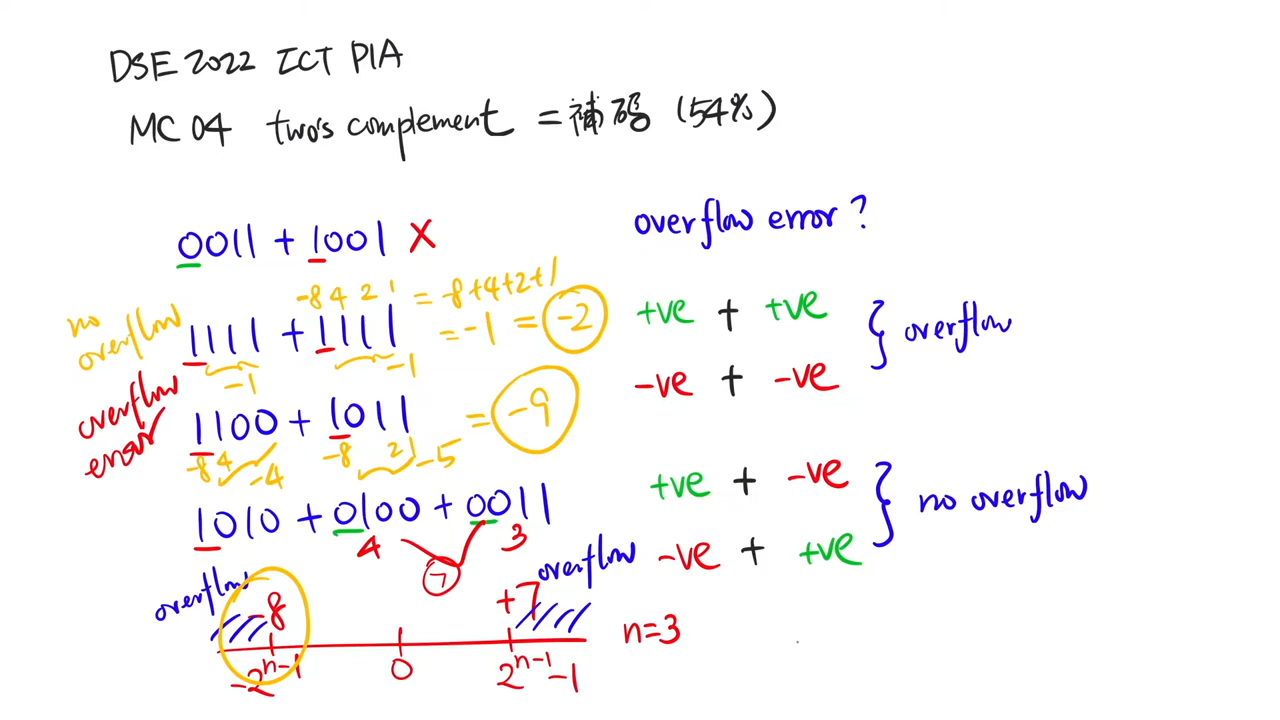 DSE 2022 ICT P1A
MC 04 two's complement = 補码 (54%)
overflow error?
0011 + 1001 X
-8 4 2 1 = -8+4+2+1
no overflow
1111 + 1111 = -1 = -2
-1 -1
+ve + +ve
-ve + -ve
} overflow
overflow error
1100 + 1011 = -9
-8 4 -4 -8 2 1 -5
+ve + -ve
-ve + +ve
} no overflow
1010 + 0100 + 0011
4 3
7
overflow
overflow
-8 +7
n=3
-2^n-1 0 2^n-1 -1